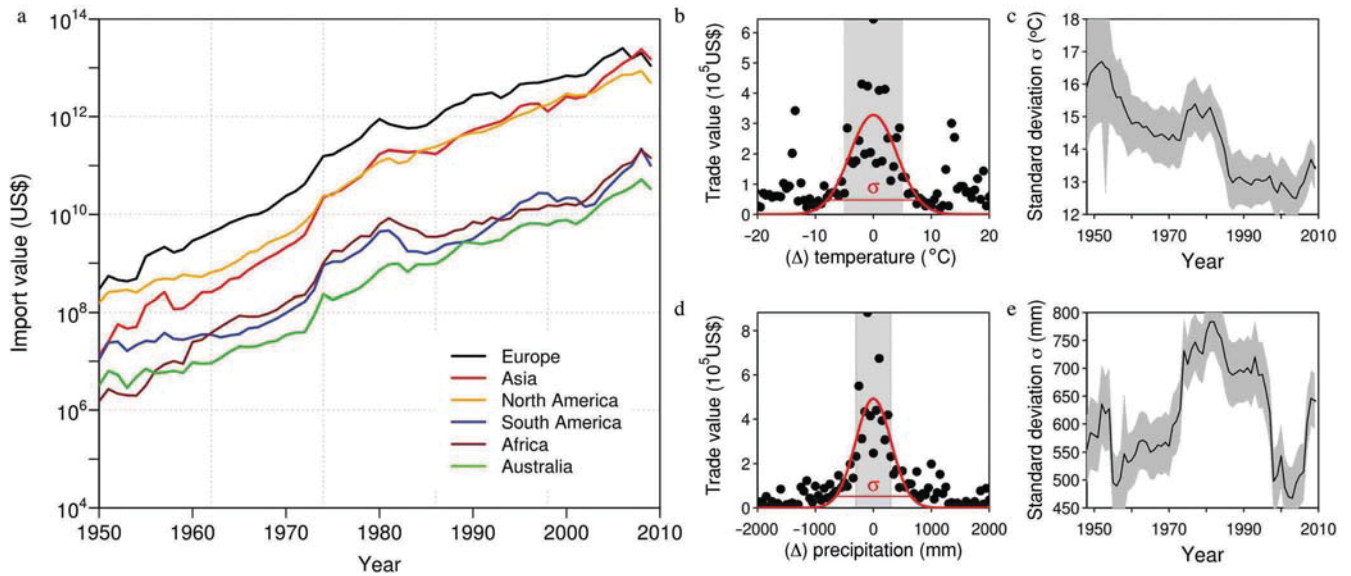 a
Import value (US$)
10^14
10^12
10^10
10^8
10^6
10^4
Europe
Asia
North America
South America
Africa
Australia
1950 1960 1970 1980 1990 2000 2010
Year
b
Trade value (10^5US$)
6
5
4
3
2
1
0
σ
−20 −10 0 10 20
(Δ) temperature (°C)
c
Standard deviation σ (°C)
18
17
16
15
14
13
12
1950 1970 1990 2010
Year
d
Trade value (10^5US$)
8
6
4
2
0
σ
−2000 −1000 0 1000 2000
(Δ) precipitation (mm)
e
Standard deviation σ (mm)
800
750
700
650
600
550
500
450
1950 1970 1990 2010
Year